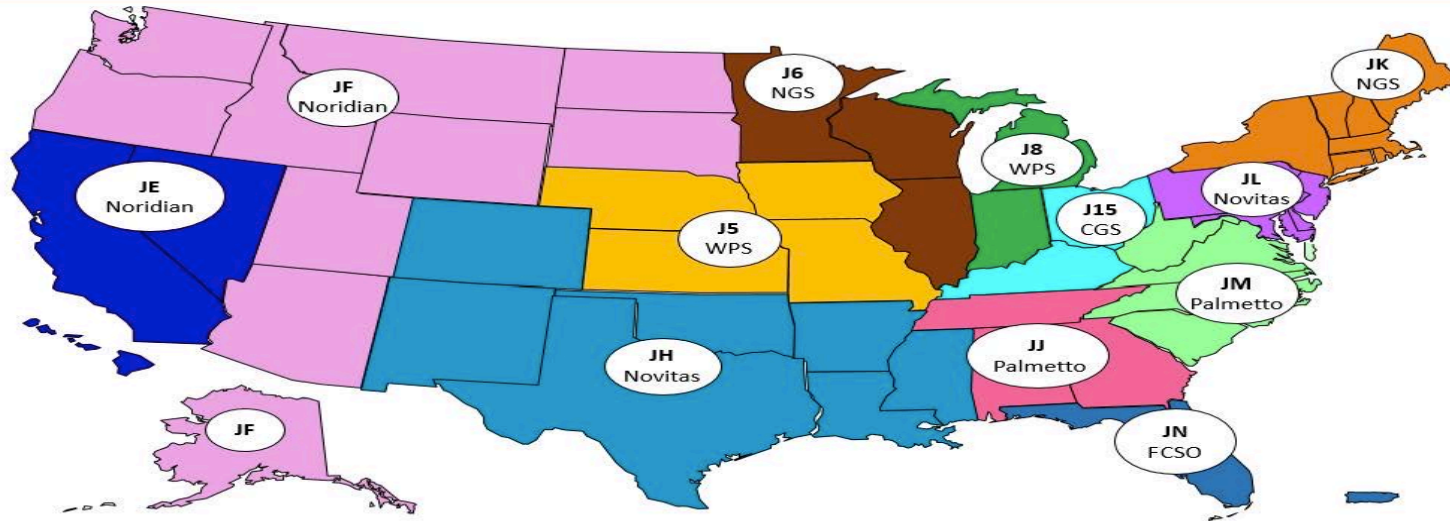 JF
Noridian
J6
NGS
JK
NGS
JE
Noridian
J8
WPS
JL
Novitas
J5
WPS
J15
CGS
JM
Palmetto
JH
Novitas
JJ
Palmetto
JF
JN
FCSO